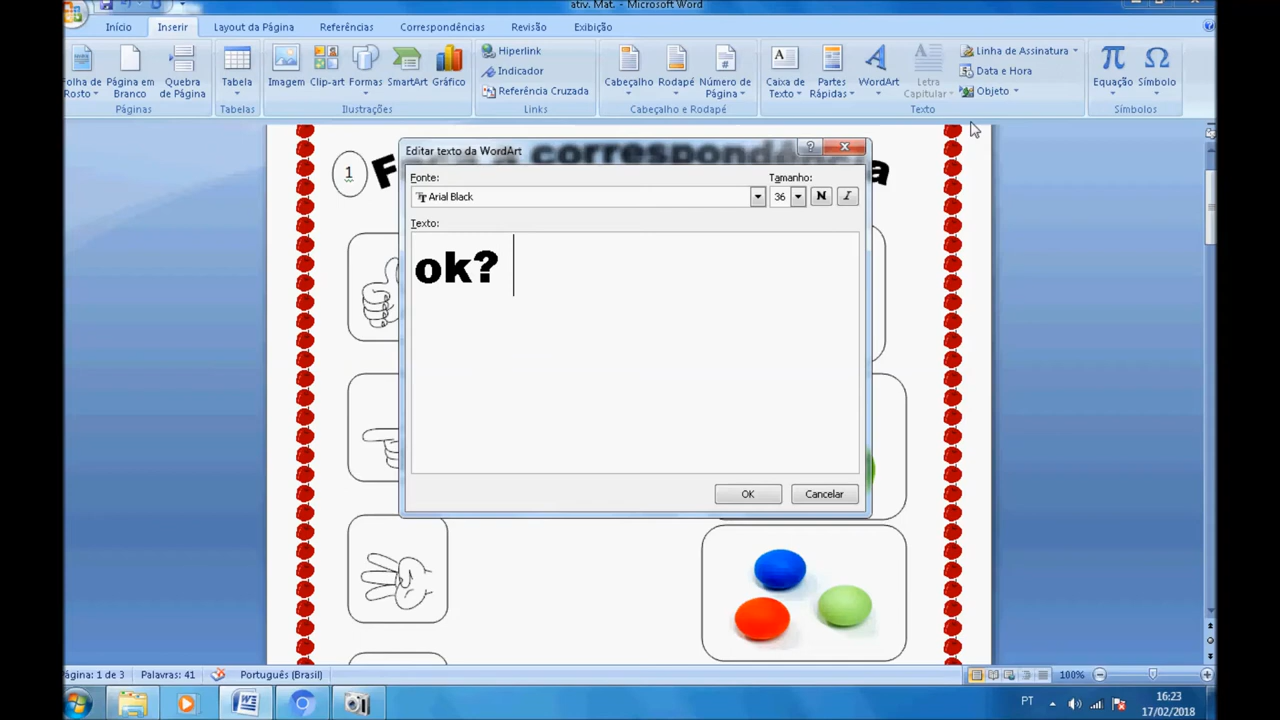 ativ. Mat. - Microsoft Word
Início Inserir Layout da Página Referências Correspondências Revisão Exibição
Folha de Rosto Página em Branco Quebra de Página Tabela Imagem Clip-art Formas SmartArt Gráfico Hiperlink Indicador Referência Cruzada Cabeçalho Rodapé Número de Página Caixa de Texto Partes Rápidas WordArt Letra Capitular Linha de Assinatura Data e Hora Objeto Equação Símbolo
Páginas Tabelas Ilustrações Links Cabeçalho e Rodapé Texto Símbolos
1
correspondência
Editar texto da WordArt
Fonte: Tamanho:
Arial Black 36 N I
Texto:
ok?
OK Cancelar
ágina: 1 de 3 Palavras: 41 Português (Brasil) 100%
PT 16:23
17/02/2018